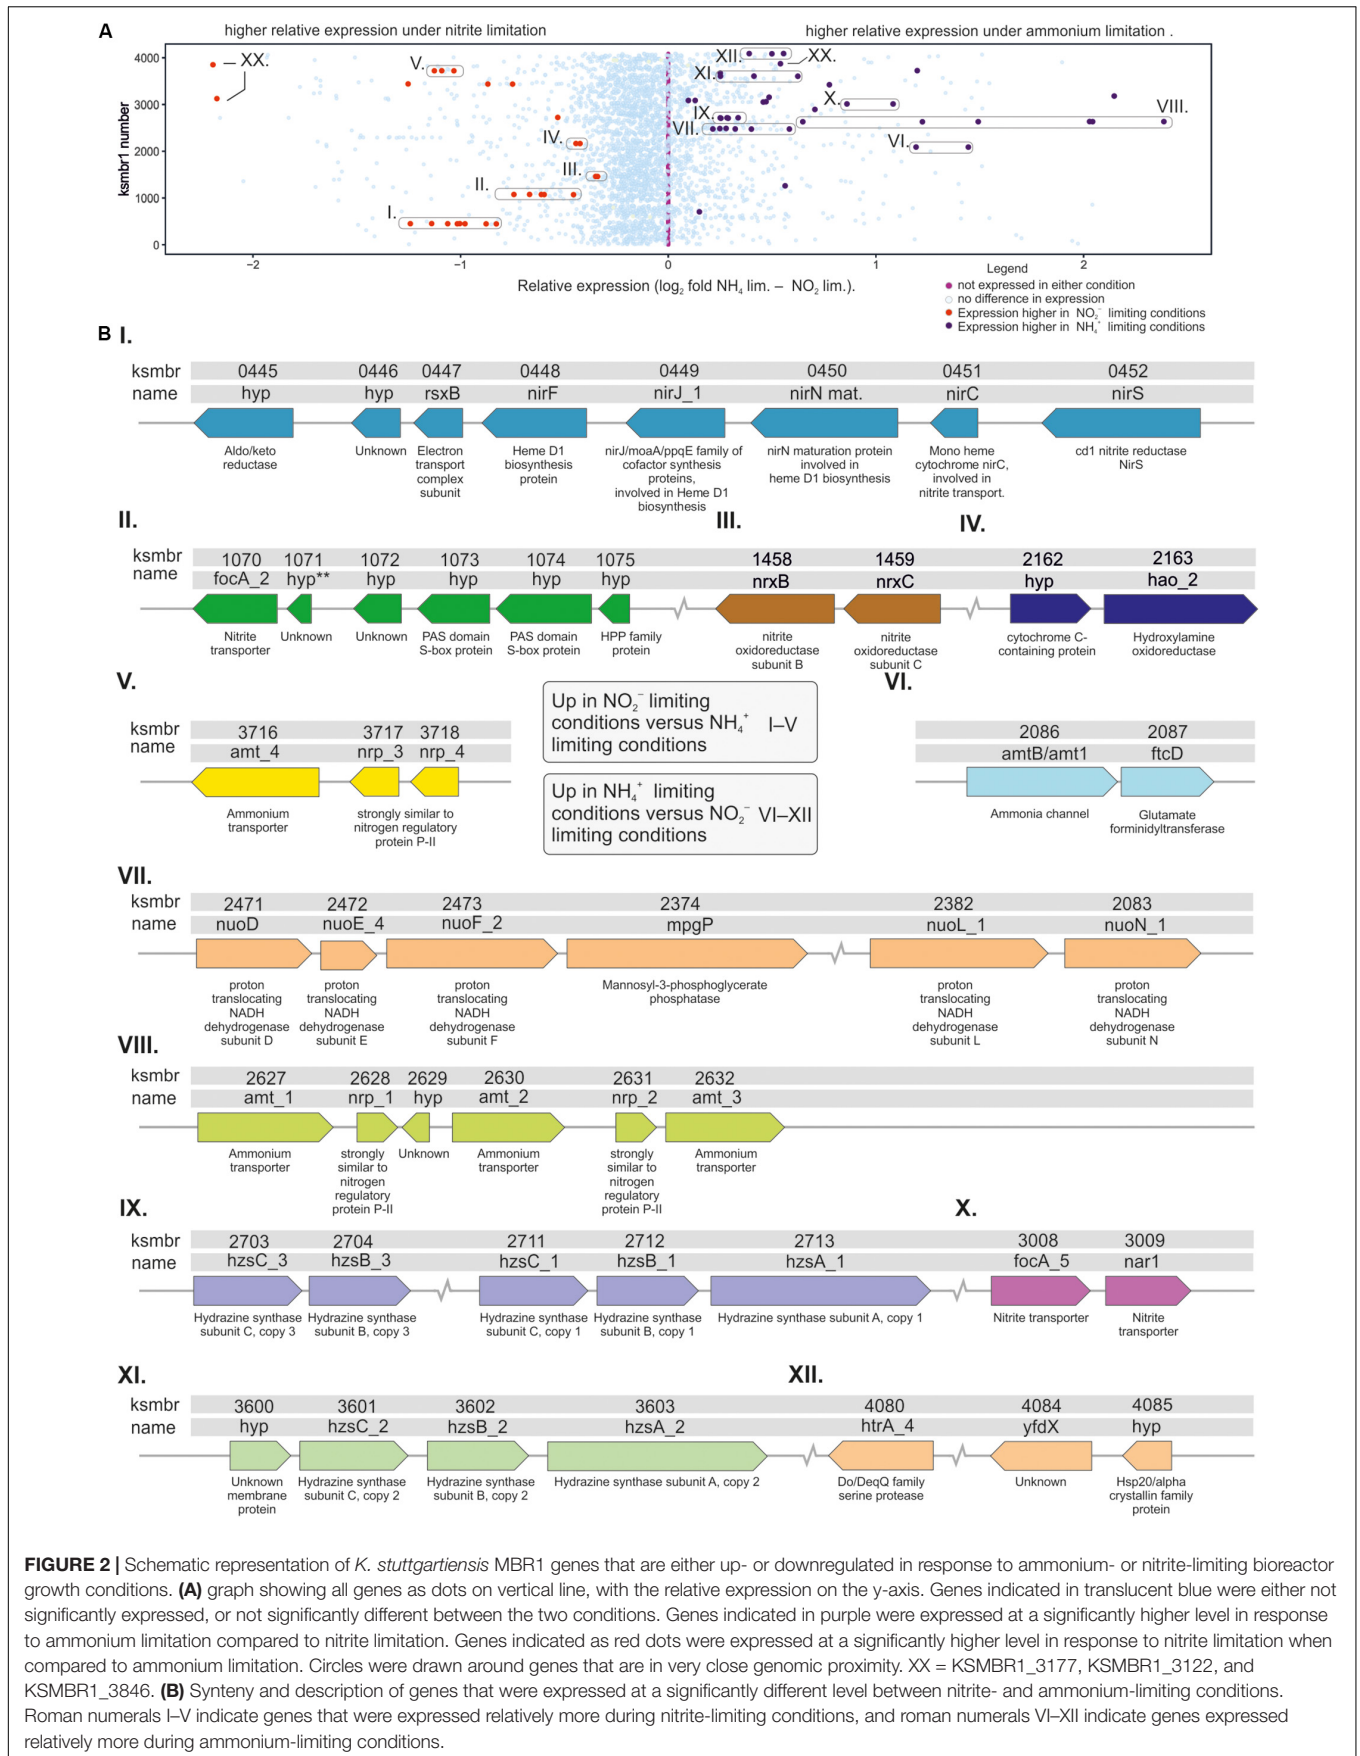 A
higher relative expression under nitrite limitation
higher relative expression under ammonium limitation .
ksmbr1 number
4000
3000
2000
1000
0
XX.
V.
IV.
III.
II.
I.
XII.
XX.
XI.
X.
IX.
VIII.
VII.
VI.
−2
−1
0
1
2
Relative expression (log2 fold NH4 lim. – NO2 lim.).
Legend
not expressed in either condition
no difference in expression
Expression higher in NO2− limiting conditions
Expression higher in NH4+ limiting conditions
B I.
ksmbr 0445 0446 0447 0448 0449 0450 0451 0452
name hyp hyp rsxB nirF nirJ_1 nirN mat. nirC nirS
Aldo/keto
reductase
Unknown
Electron
transport
complex
subunit
Heme D1
biosynthesis
protein
nirJ/moaA/ppqE family of
cofactor synthesis
proteins,
involved in Heme D1
biosynthesis
nirN maturation protein
involved in
heme D1 biosynthesis
Mono heme
cytochrome nirC,
involved in
nitrite transport.
cd1 nitrite reductase
NirS
II. III. IV.
ksmbr 1070 1071 1072 1073 1074 1075 1458 1459 2162 2163
name focA_2 hyp** hyp hyp hyp hyp nrxB nrxC hyp hao_2
Nitrite
transporter
Unknown
Unknown
PAS domain
S-box protein
PAS domain
S-box protein
HPP family
protein
nitrite
oxidoreductase
subunit B
nitrite
oxidoreductase
subunit C
cytochrome C-
containing protein
Hydroxylamine
oxidoreductase
V.
ksmbr 3716 3717 3718
name amt_4 nrp_3 nrp_4
Ammonium
transporter
strongly similar to
nitrogen regulatory
protein P-II
Up in NO2− limiting
conditions versus NH4+ I–V
limiting conditions
Up in NH4+ limiting
conditions versus NO2− VI–XII
limiting conditions
VI.
2086 2087
amtB/amt1 ftcD
Ammonia channel
Glutamate
forminidyltransferase
VII.
ksmbr 2471 2472 2473 2374 2382 2083
name nuoD nuoE_4 nuoF_2 mpgP nuoL_1 nuoN_1
proton
translocating
NADH
dehydrogenase
subunit D
proton
translocating
NADH
dehydrogenase
subunit E
proton
translocating
NADH
dehydrogenase
subunit F
Mannosyl-3-phosphoglycerate
phosphatase
proton
translocating
NADH
dehydrogenase
subunit L
proton
translocating
NADH
dehydrogenase
subunit N
VIII.
ksmbr 2627 2628 2629 2630 2631 2632
name amt_1 nrp_1 hyp amt_2 nrp_2 amt_3
Ammonium
transporter
strongly
similar to
nitrogen
regulatory
protein P-II
Unknown
Ammonium
transporter
strongly
similar to
nitrogen
regulatory
protein P-II
Ammonium
transporter
IX. X.
ksmbr 2703 2704 2711 2712 2713 3008 3009
name hzsC_3 hzsB_3 hzsC_1 hzsB_1 hzsA_1 focA_5 nar1
Hydrazine synthase
subunit C, copy 3
Hydrazine synthase
subunit B, copy 3
Hydrazine synthase
subunit C, copy 1
Hydrazine synthase
subunit B, copy 1
Hydrazine synthase subunit A, copy 1
Nitrite transporter
Nitrite
transporter
XI. XII.
ksmbr 3600 3601 3602 3603 4080 4084 4085
name hyp hzsC_2 hzsB_2 hzsA_2 htrA_4 yfdX hyp
Unknown
membrane
protein
Hydrazine synthase
subunit C, copy 2
Hydrazine synthase
subunit B, copy 2
Hydrazine synthase subunit A, copy 2
Do/DeqQ family
serine protease
Unknown
Hsp20/alpha
crystallin family
protein
FIGURE 2 | Schematic representation of K. stuttgartiensis MBR1 genes that are either up- or downregulated in response to ammonium- or nitrite-limiting bioreactor
growth conditions. (A) graph showing all genes as dots on vertical line, with the relative expression on the y-axis. Genes indicated in translucent blue were either not
significantly expressed, or not significantly different between the two conditions. Genes indicated in purple were expressed at a significantly higher level in response
to ammonium limitation compared to nitrite limitation. Genes indicated as red dots were expressed at a significantly higher level in response to nitrite limitation when
compared to ammonium limitation. Circles were drawn around genes that are in very close genomic proximity. XX = KSMBR1_3177, KSMBR1_3122, and
KSMBR1_3846. (B) Synteny and description of genes that were expressed at a significantly different level between nitrite- and ammonium-limiting conditions.
Roman numerals I–V indicate genes that were expressed relatively more during nitrite-limiting conditions, and roman numerals VI–XII indicate genes expressed
relatively more during ammonium-limiting conditions.